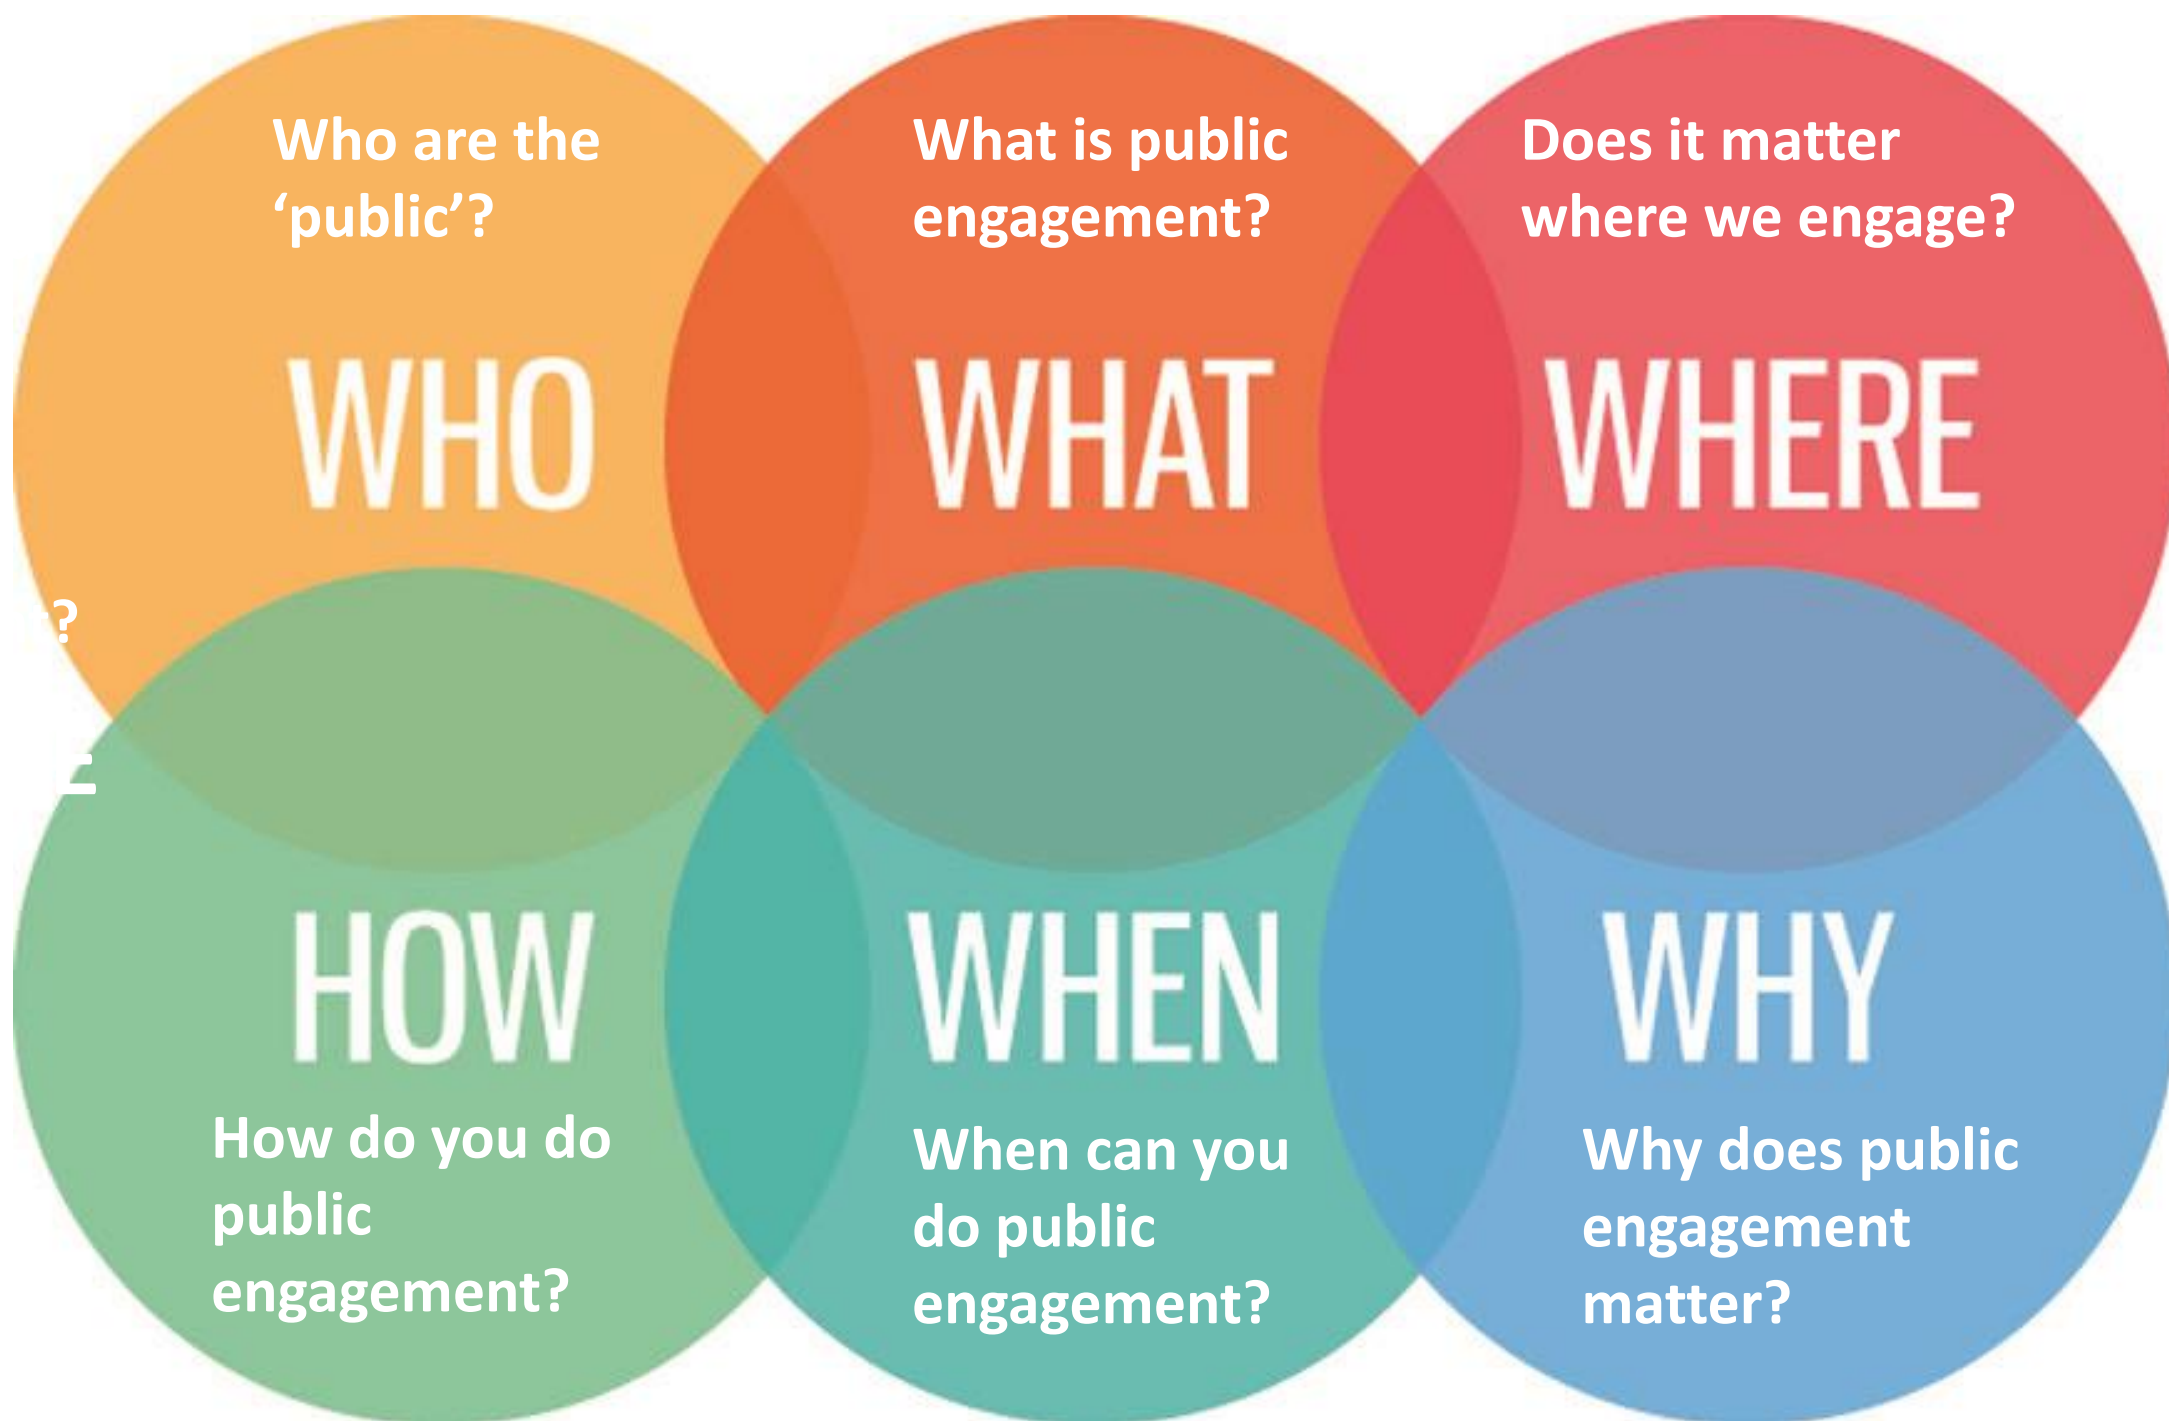 Who are the
‘public’?
WHO
What is public
engagement?
WHAT
Does it matter
where we engage?
WHERE
?
HOW
How do you do
public
engagement?
WHEN
When can you
do public
engagement?
WHY
Why does public
engagement
matter?